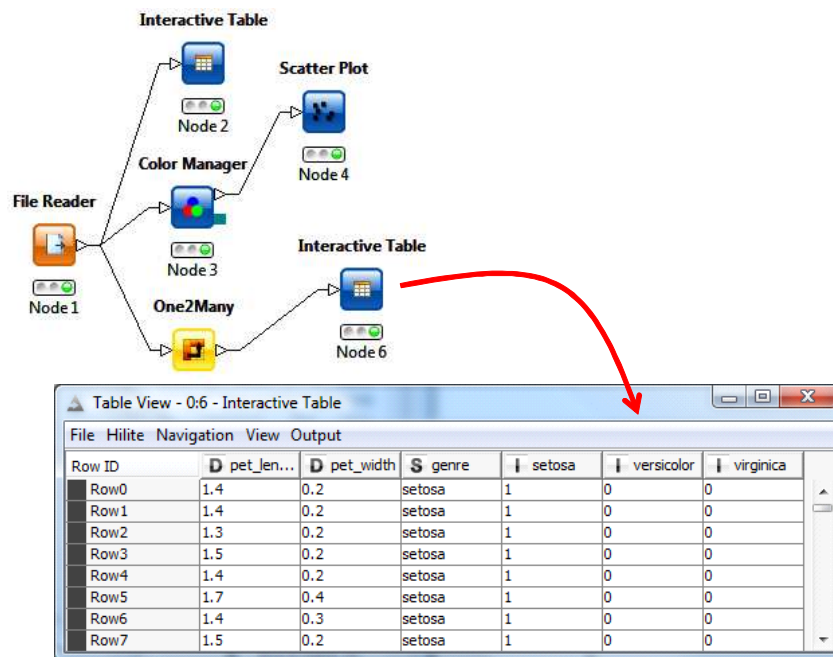 Interactive Table
Node 2
Scatter Plot
Node 4
Color Manager
Node 3
File Reader
Node 1
Interactive Table
Node 6
One2Many
Table View - 0:6 - Interactive Table
File Hilite Navigation View Output
Row ID D pet_len... D pet_width S genre I setosa I versicolor I virginica
Row0 1.4 0.2 setosa 1 0 0
Row1 1.4 0.2 setosa 1 0 0
Row2 1.3 0.2 setosa 1 0 0
Row3 1.5 0.2 setosa 1 0 0
Row4 1.4 0.2 setosa 1 0 0
Row5 1.7 0.4 setosa 1 0 0
Row6 1.4 0.3 setosa 1 0 0
Row7 1.5 0.2 setosa 1 0 0